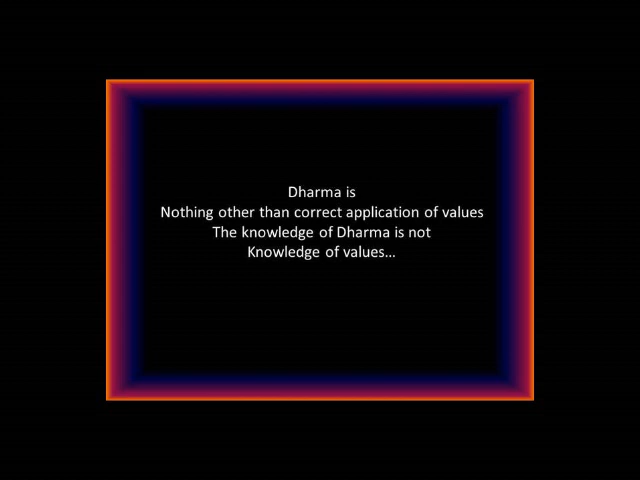 Dharma is
Nothing other than correct application of values
The knowledge of Dharma is not
Knowledge of values...